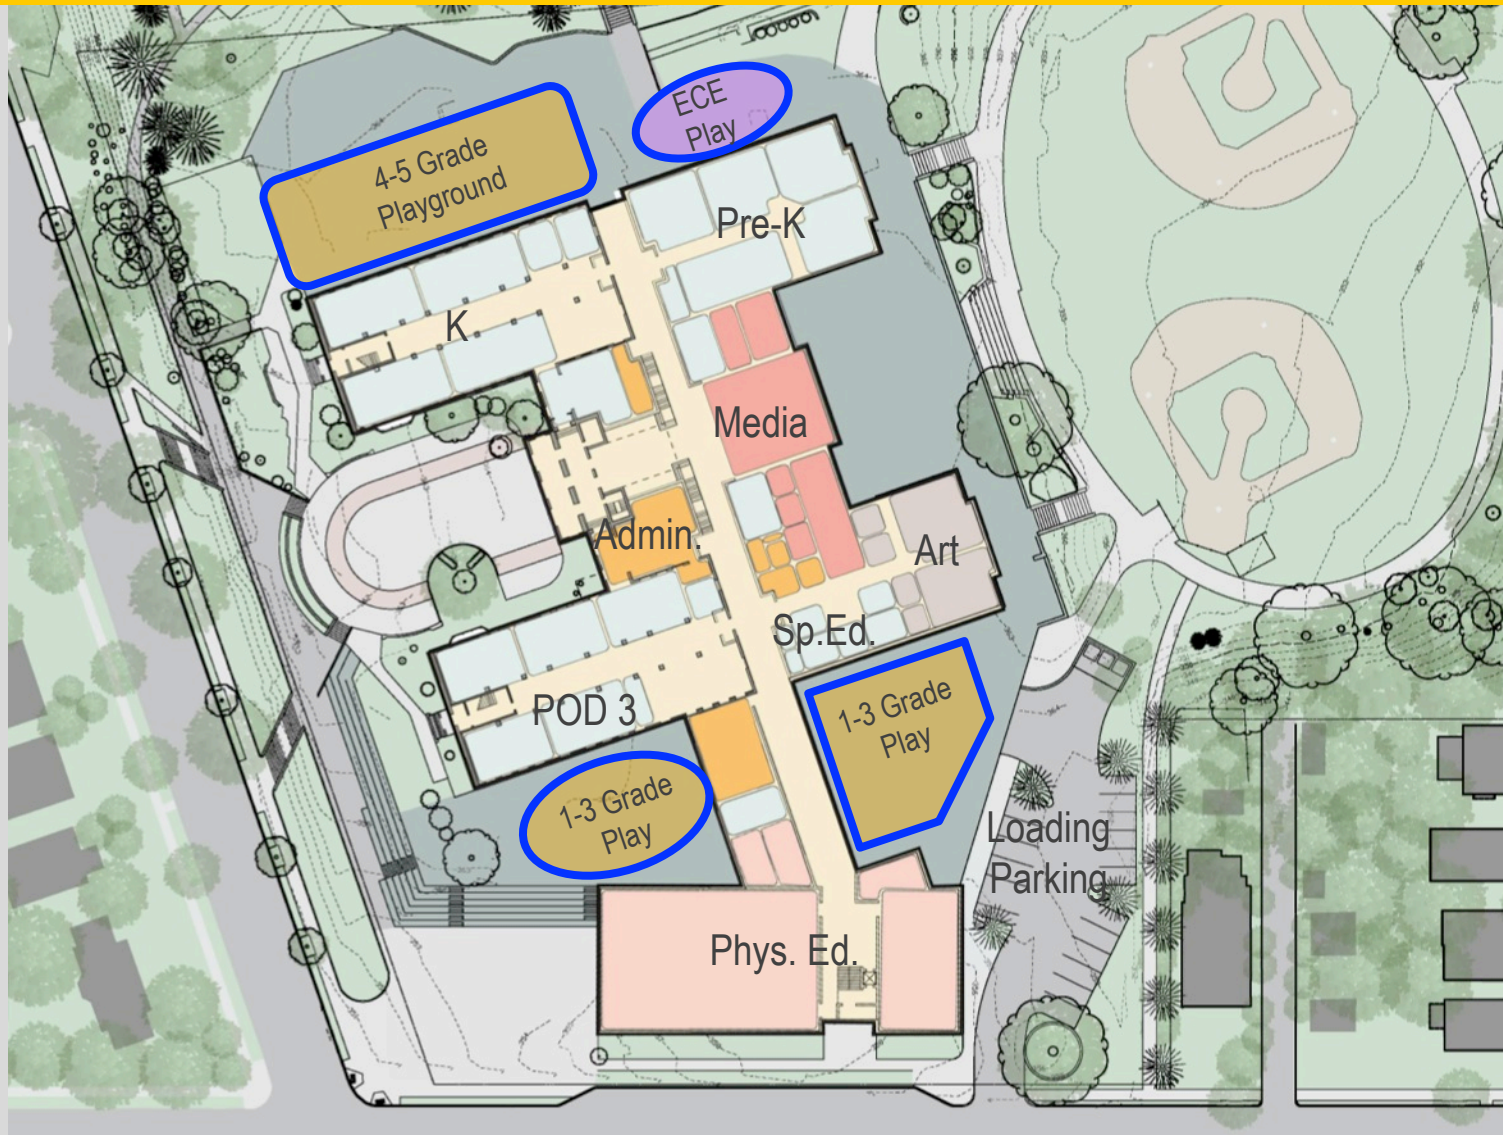 ECE
Play
4-5 Grade
Playground
Pre-K
K
Media
Admin.
Art
Sp.Ed.
POD 3
1-3 Grade
Play
1-3 Grade
Play
Loading
Parking
Phys. Ed.